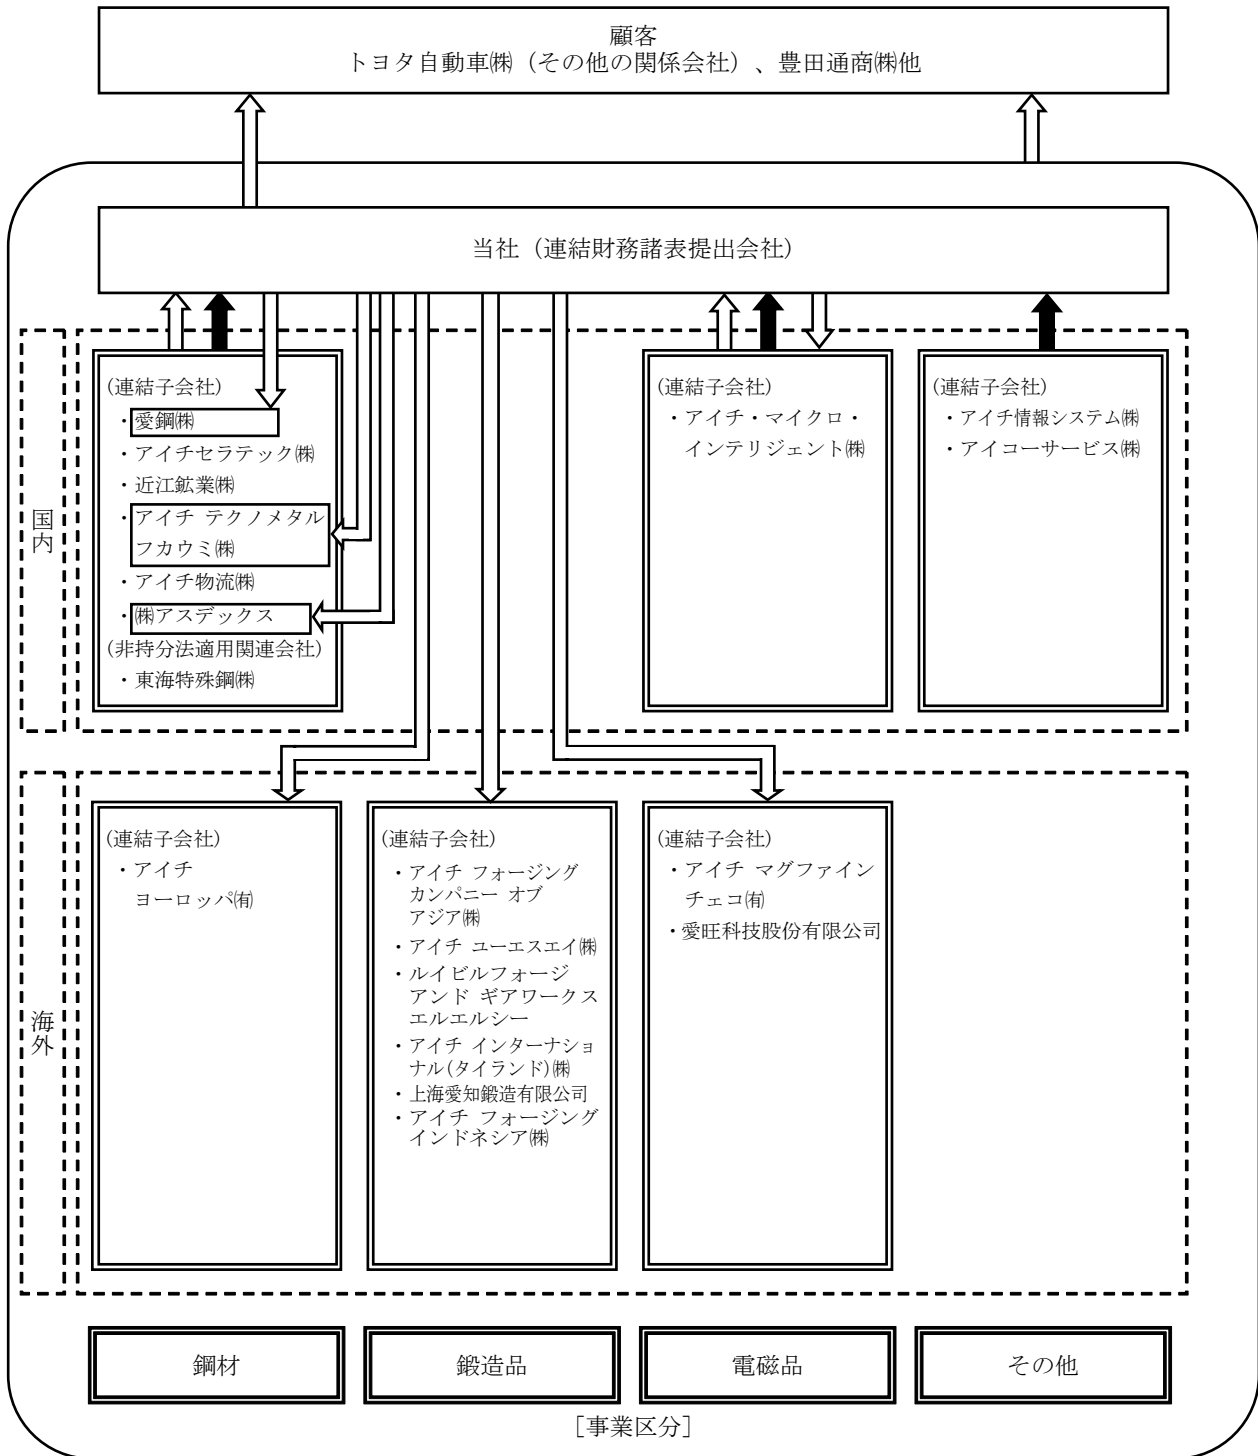 顧客
トヨタ自動車㈱（その他の関係会社）、豊田通商㈱他
当社（連結財務諸表提出会社）
国内
(連結子会社)
・愛鋼㈱
・アイチセラテック㈱
・近江鉱業㈱
・アイチ テクノメタル
フカウミ㈱
・アイチ物流㈱
・㈱アスデックス
(非持分法適用関連会社)
・東海特殊鋼㈱
(連結子会社)
・アイチ・マイクロ・
インテリジェント㈱
(連結子会社)
・アイチ情報システム㈱
・アイコーサービス㈱
海外
(連結子会社)
・アイチ
ヨーロッパ㈲
(連結子会社)
・アイチ フォージング
カンパニー オブ
アジア㈱
・アイチ ユーエスエイ㈱
・ルイビルフォージ
アンド ギアワークス
エルエルシー
・アイチ インターナショ
ナル(タイランド)㈱
・上海愛知鍛造有限公司
・アイチ フォージング
インドネシア㈱
(連結子会社)
・アイチ マグファイン
チェコ㈲
・愛旺科技股份有限公司
鋼材
鍛造品
電磁品
その他
［事業区分］